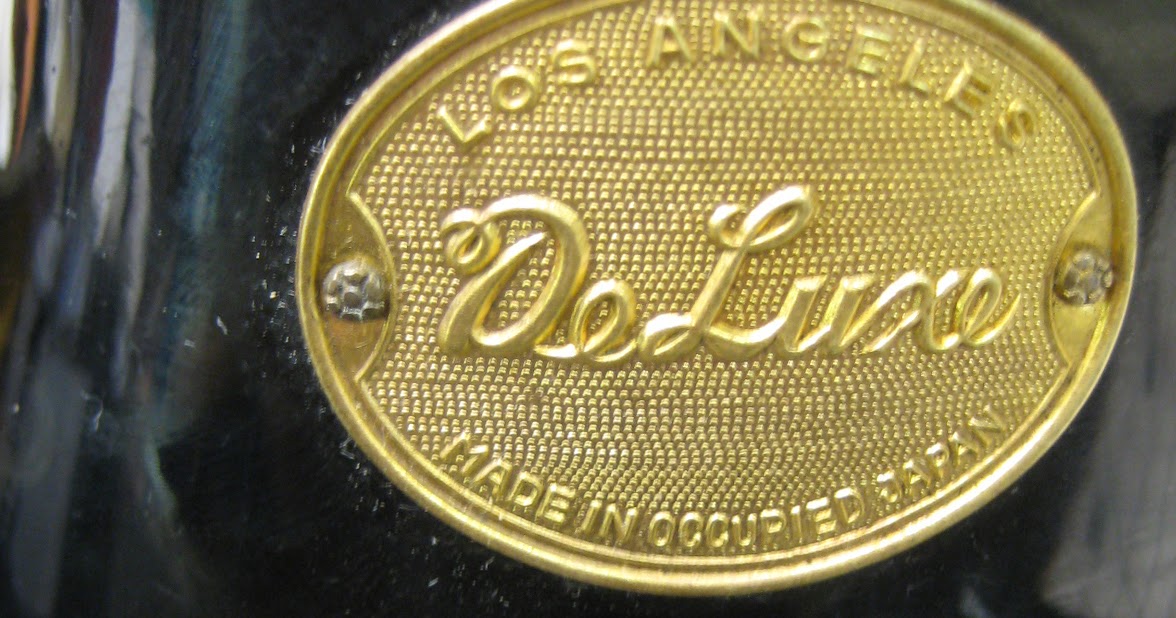 LOS ANGELES
DeLuxe
MADE IN OCCUPIED JAPAN